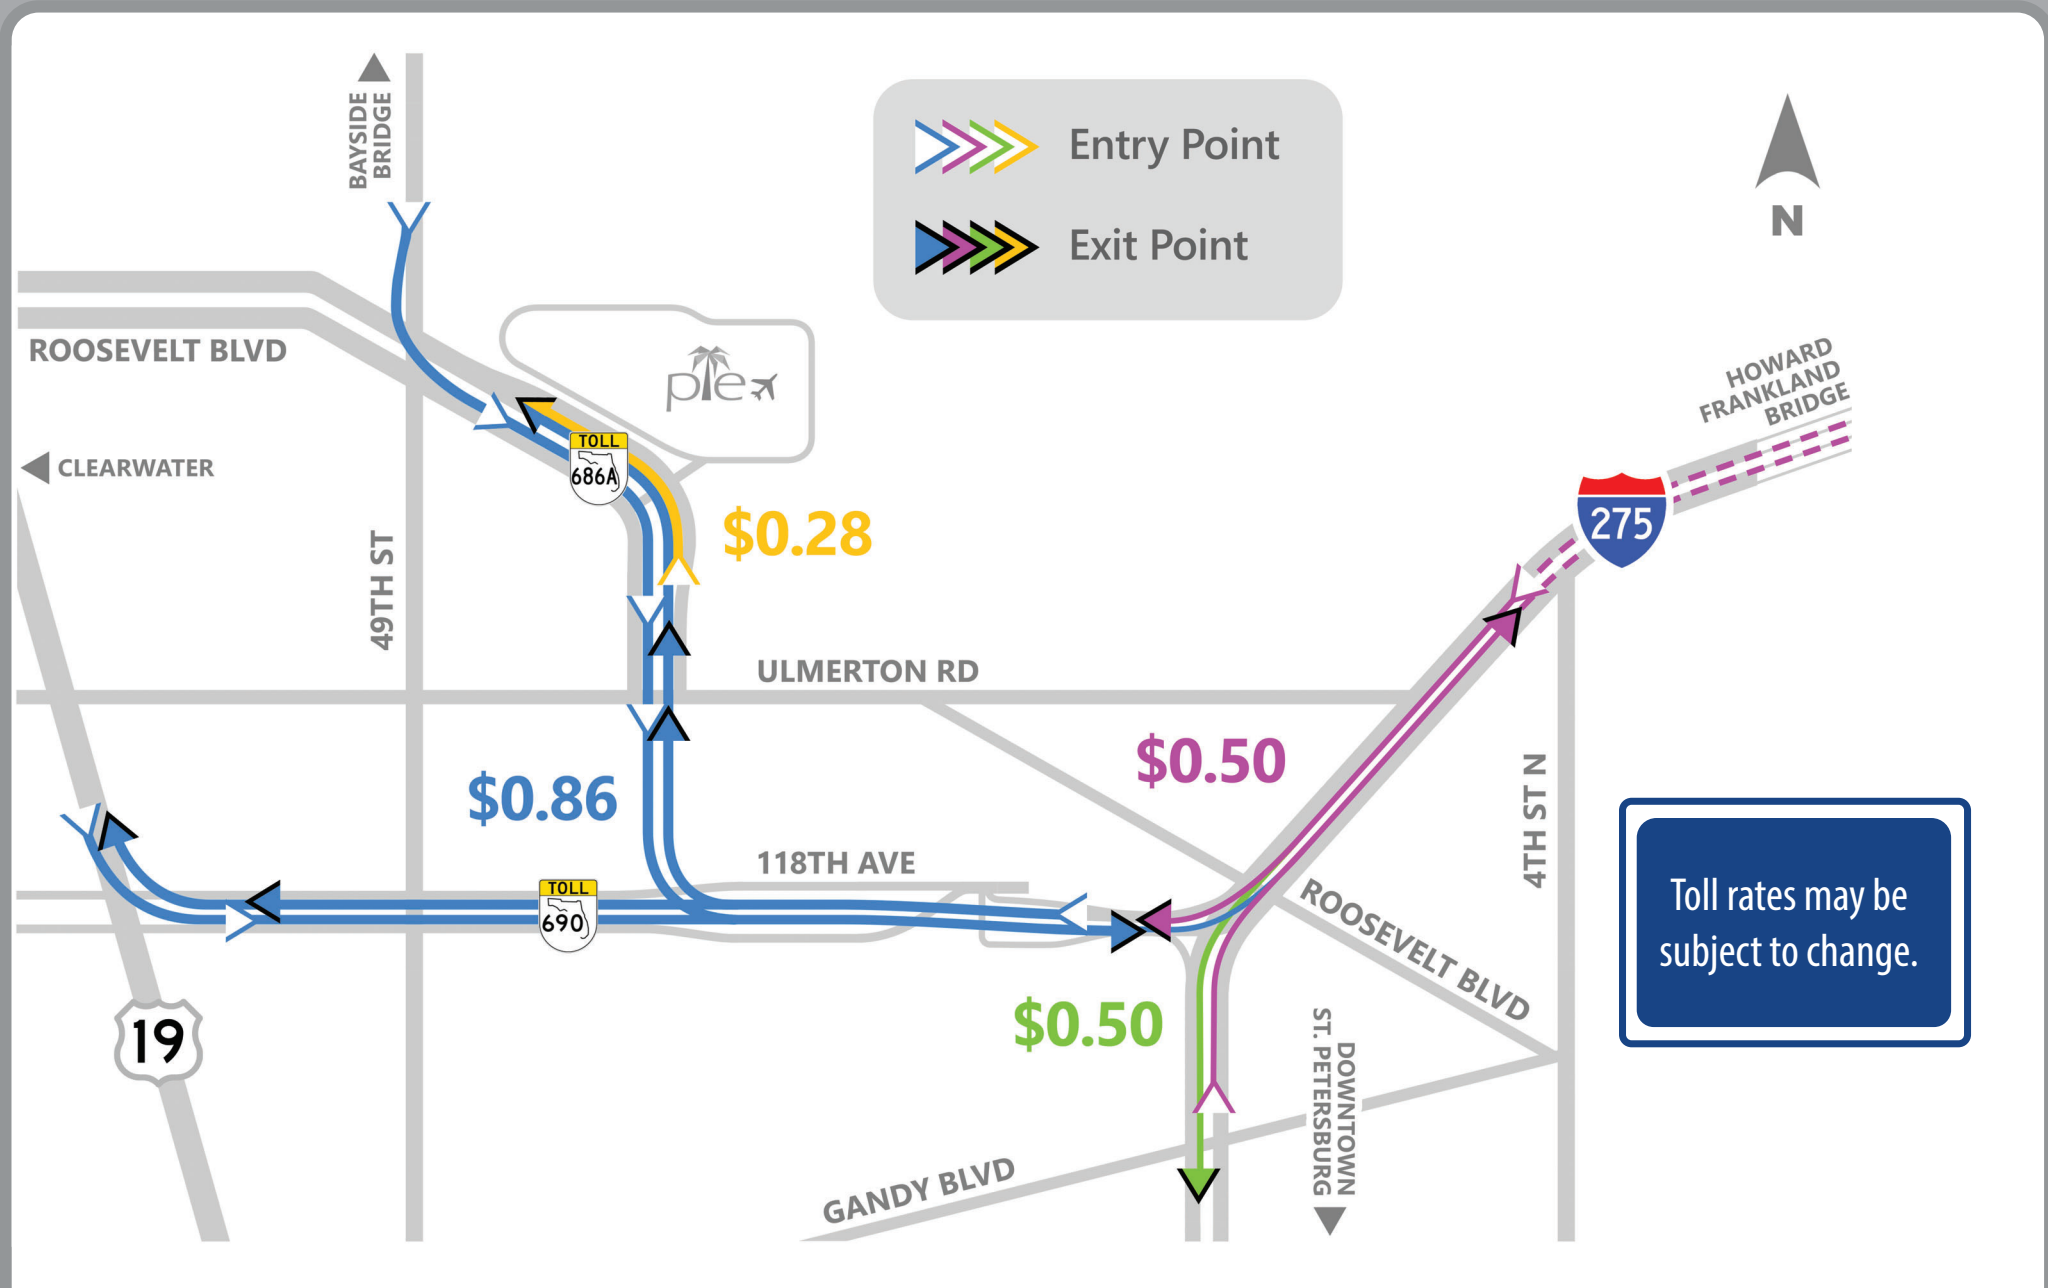 BAYSIDE
BRIDGE
Entry Point
Exit Point
N
ROOSEVELT BLVD
pie
HOWARD
FRANKLAND
BRIDGE
CLEARWATER
TOLL
686A
275
$0.28
49TH ST
ULMERTON RD
$0.50
4TH ST N
$0.86
118TH AVE
TOLL
690
ROOSEVELT BLVD
Toll rates may be
subject to change.
19
$0.50
DOWNTOWN
ST. PETERSBURG
GANDY BLVD